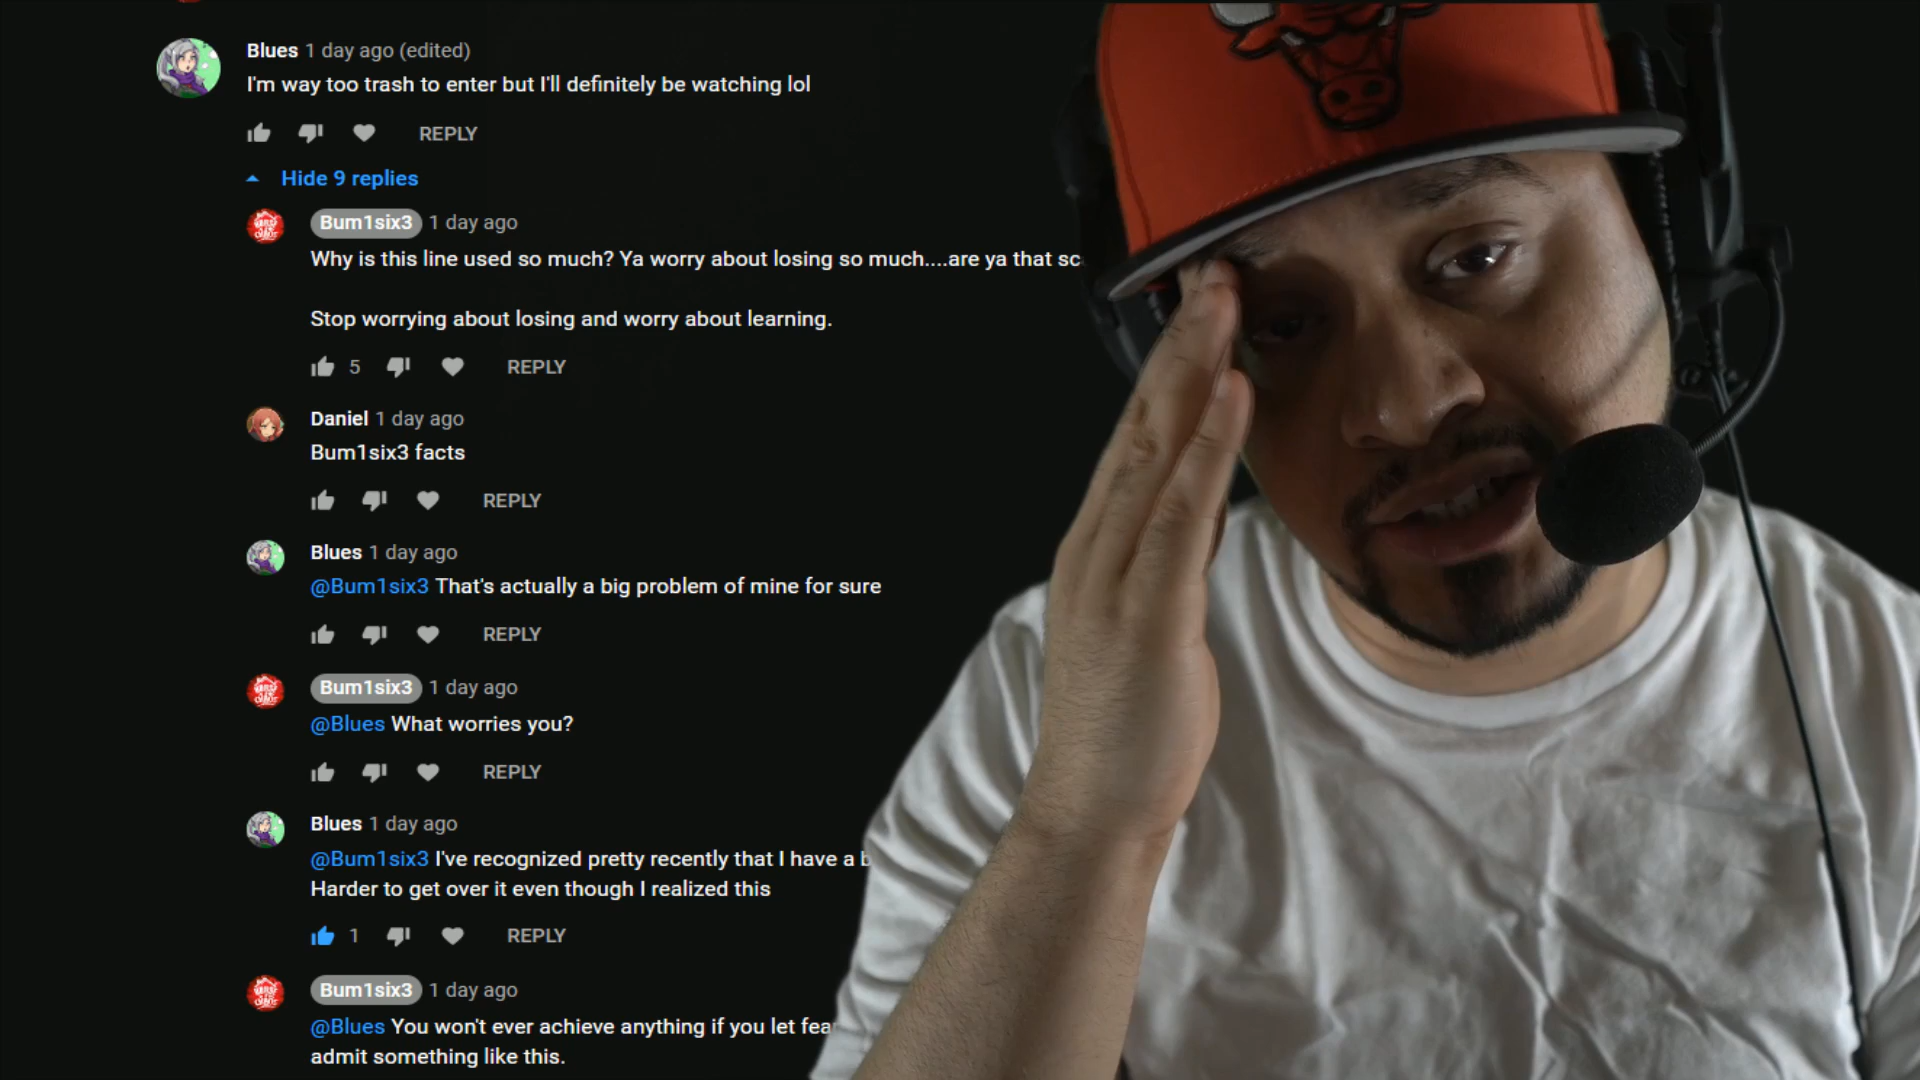 Blues 1 day ago (edited)
I'm way too trash to enter but I'll definitely be watching lol
REPLY
Hide 9 replies
Bum1six3 1 day ago
Why is this line used so much? Ya worry about losing so much....are ya that
Stop worrying about losing and worry about learning.
5 REPLY
Daniel 1 day ago
Bum1six3 facts
REPLY
Blues 1 day ago
@Bum1six3 That's actually a big problem of mine for sure
REPLY
Bum1six3 1 day ago
@Blues What worries you?
REPLY
Blues 1 day ago
@Bum1six3 I've recognized pretty recently that I have a
Harder to get over it even though I realized this
1 REPLY
Bum1six3 1 day ago
@Blues You won't ever achieve anything if you let
admit something like this.